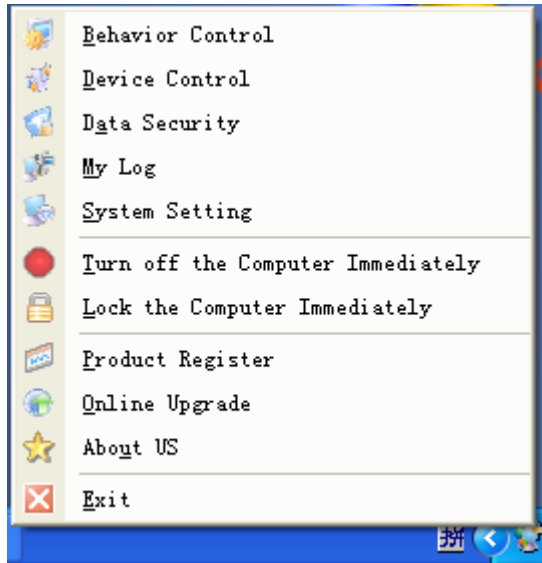 Behavior Control
Device Control
Data Security
My Log
System Setting
Turn off the Computer Immediately
Lock the Computer Immediately
Product Register
Online Upgrade
About US
Exit
拼